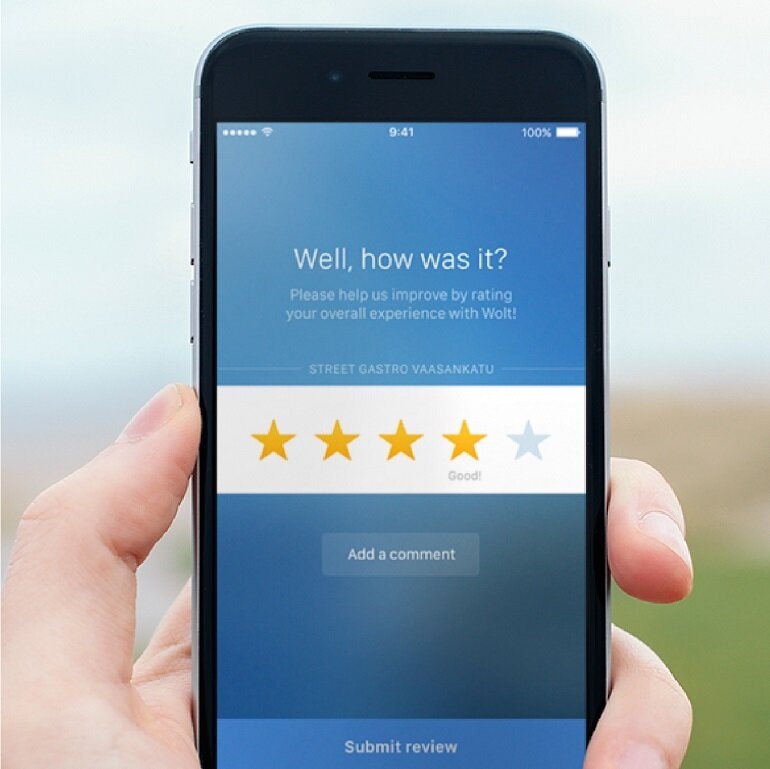 9:41 100%
Well, how was it?
Please help us improve by rating
your overall experience with Wolt!
STREET GASTRO VAASANKATU
Good!
Add a comment
Submit review